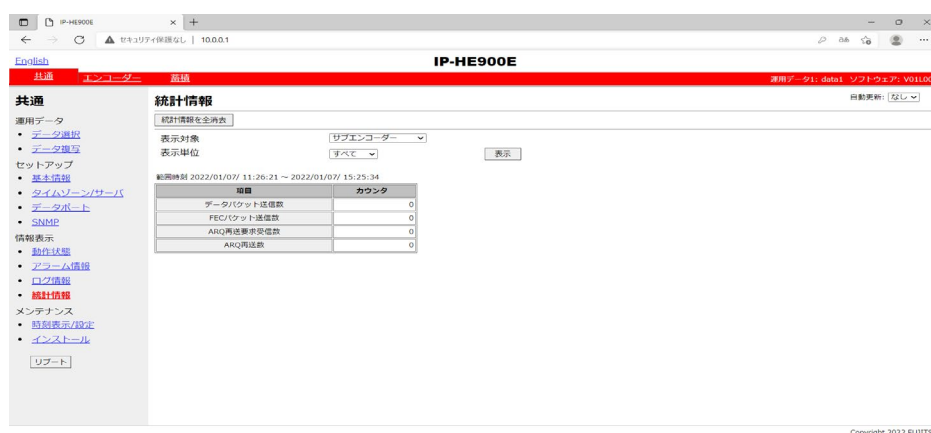 IP-HE900E
セキュリティ保護なし | 10.0.0.1
English
IP-HE900E
共通 エンコーダー 蓄積 運用データ1: data1 ソフトウェア: V01L00
共通
運用データ
• データ選択
• データ複写
セットアップ
• 基本情報
• タイムゾーン/サーバ
• データポート
• SNMP
情報表示
• 動作状態
• アラーム情報
• ログ情報
• 統計情報
メンテナンス
• 時刻表示/設定
• インストール
リブート
統計情報
自動更新: なし
統計情報を全消去
表示対象 サブエンコーダー
表示単位 すべて 表示
範囲時刻 2022/01/07/ 11:26:21 ~ 2022/01/07/ 15:25:34
項目 カウンタ
データパケット送信数 0
FECパケット送信数 0
ARQ再送要求受信数 0
ARQ再送数 0
Copyright 2022 FUJITS